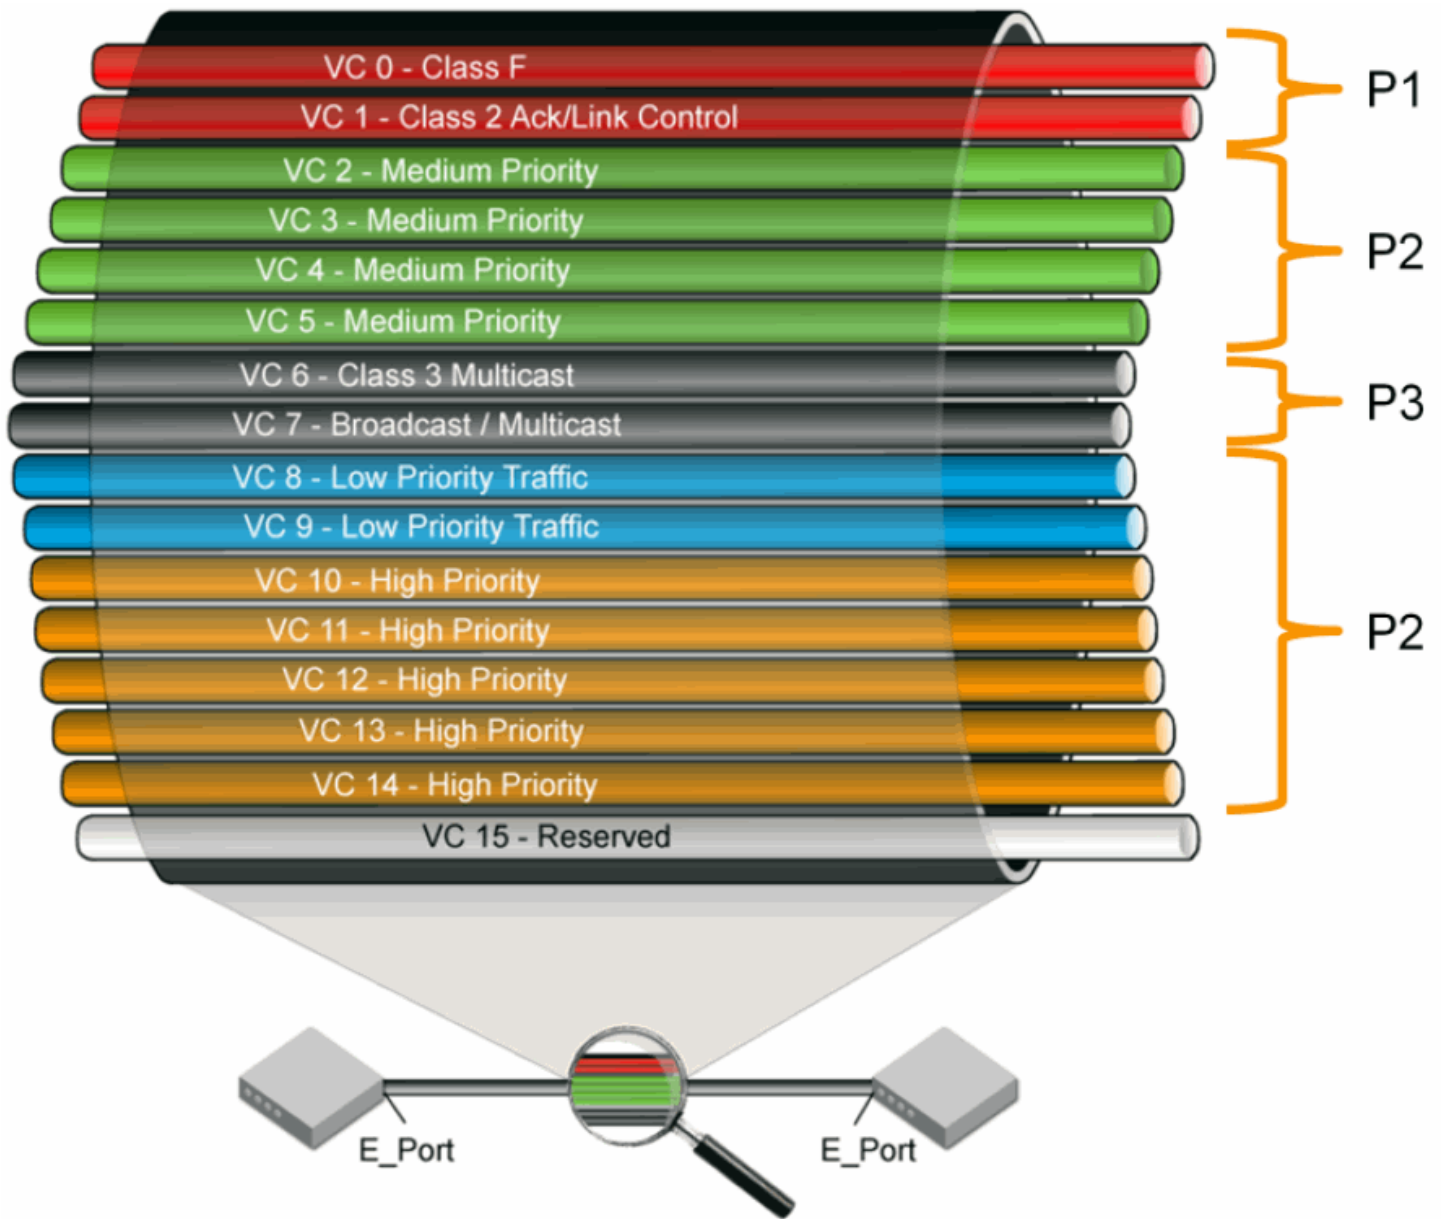 VC 0 - Class F
P1
VC 1 - Class 2 Ack/Link Control
VC 2 - Medium Priority
VC 3 - Medium Priority
P2
VC 4 - Medium Priority
VC 5 - Medium Priority
VC 6 - Class 3 Multicast
P3
VC 7 - Broadcast / Multicast
VC 8 - Low Priority Traffic
VC 9 - Low Priority Traffic
VC 10 - High Priority
VC 11 - High Priority
P2
VC 12 - High Priority
VC 13 - High Priority
VC 14 - High Priority
VC 15 - Reserved
E_Port
E_Port